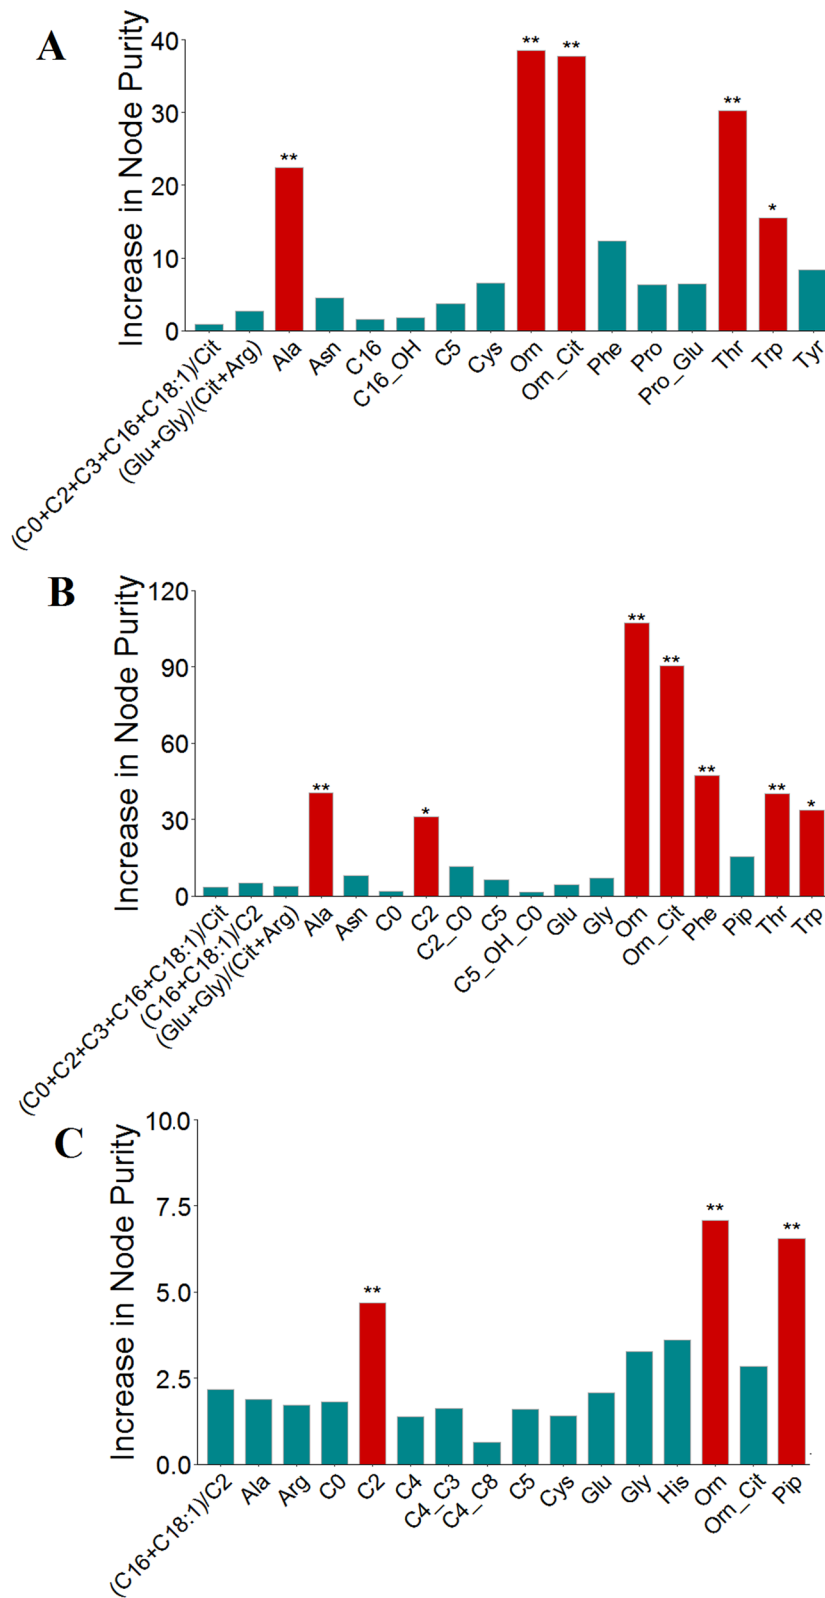 A
Increase in Node Purity
40
30
20
10
0
** ** ** ** *
(C0+C2+C3+C16+C18:1)/Cit
(Glu+Gly)/(Cit+Arg)
Ala
Asn
C16
C16_OH
C5
Cys
Orn
Orn_Cit
Phe
Pro
Pro_Glu
Thr
Trp
Tyr
B
Increase in Node Purity
120
90
60
30
0
** * ** ** ** ** *
(C0+C2+C3+C16+C18:1)/Cit
(C16+C18:1)/C2
(Glu+Gly)/(Cit+Arg)
Ala
Asn
C0
C2
C2_C0
C5
C5_OH_C0
Glu
Gly
Orn
Orn_Cit
Phe
Pip
Thr
Trp
C
Increase in Node Purity
10.0
7.5
5.0
2.5
0.0
** ** **
(C16+C18:1)/C2
Ala
Arg
C0
C2
C4
C4_C3
C4_C8
C5
Cys
Glu
Gly
His
Orn
Orn_Cit
Pip